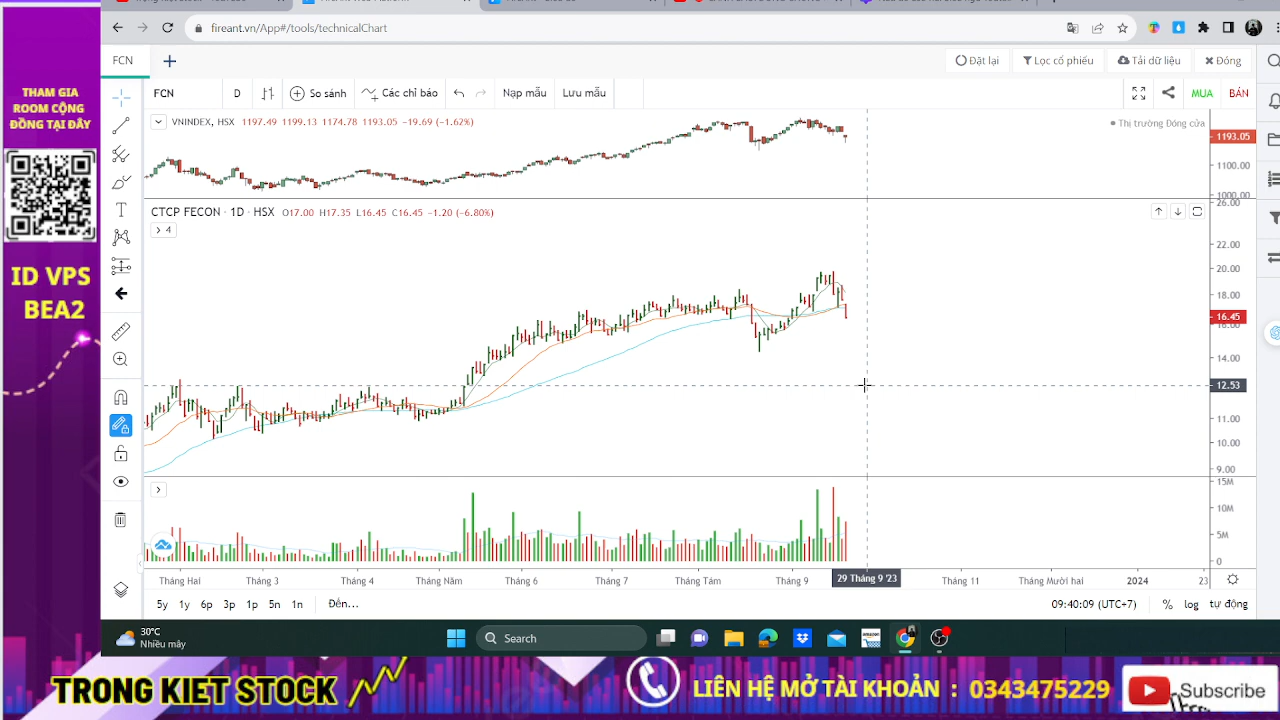 fireant.vn/App#/tools/technicalChart
FCN
Đặt lại
Lọc cổ phiếu
Tải dữ liệu
Đóng
FCN
D
So sánh
Các chỉ báo
Nạp mẫu
Lưu mẫu
MUA
BÁN
VNINDEX, HSX 1197.49 1199.13 1174.78 1193.05 -19.69 (-1.62%)
Thị trường Đóng cửa
1193.05
1100.00
1000.00
CTCP FECON · 1D · HSX O17.00 H17.35 L16.45 C16.45 -1.20 (-6.80%)
4
26.00
22.00
20.00
18.00
16.45
16.00
14.00
12.53
11.00
10.00
9.00
15M
10M
5M
0
Tháng Hai
Tháng 3
Tháng 4
Tháng Năm
Tháng 6
Tháng 7
Tháng Tám
Tháng 9
29 Tháng 9 '23
Tháng 11
Tháng Mười hai
2024
23
5y 1y 6p 3p 1p 5n 1n
Đến...
09:40:09 (UTC+7)
%
log
tự động
THAM GIA
ROOM CỘNG
ĐỒNG TẠI ĐÂY
ID VPS
BEA2
30°C
Nhiều mây
Search
amazon
TRONG KIET STOCK
LIÊN HỆ MỞ TÀI KHOẢN : 0343475229
Subscribe